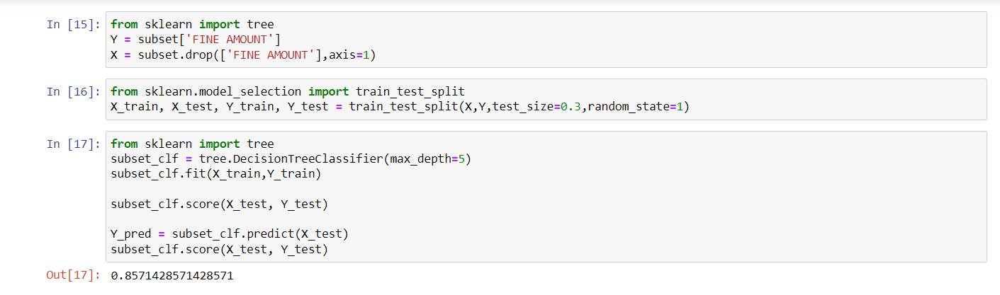 In [15]: from sklearn import tree
Y = subset['FINE AMOUNT']
X = subset.drop(['FINE AMOUNT'],axis=1)
In [16]: from sklearn.model_selection import train_test_split
X_train, X_test, Y_train, Y_test = train_test_split(X,Y,test_size=0.3,random_state=1)
In [17]: from sklearn import tree
subset_clf = tree.DecisionTreeClassifier(max_depth=5)
subset_clf.fit(X_train,Y_train)
subset_clf.score(X_test, Y_test)
Y_pred = subset_clf.predict(X_test)
subset_clf.score(X_test, Y_test)
Out[17]: 0.8571428571428571